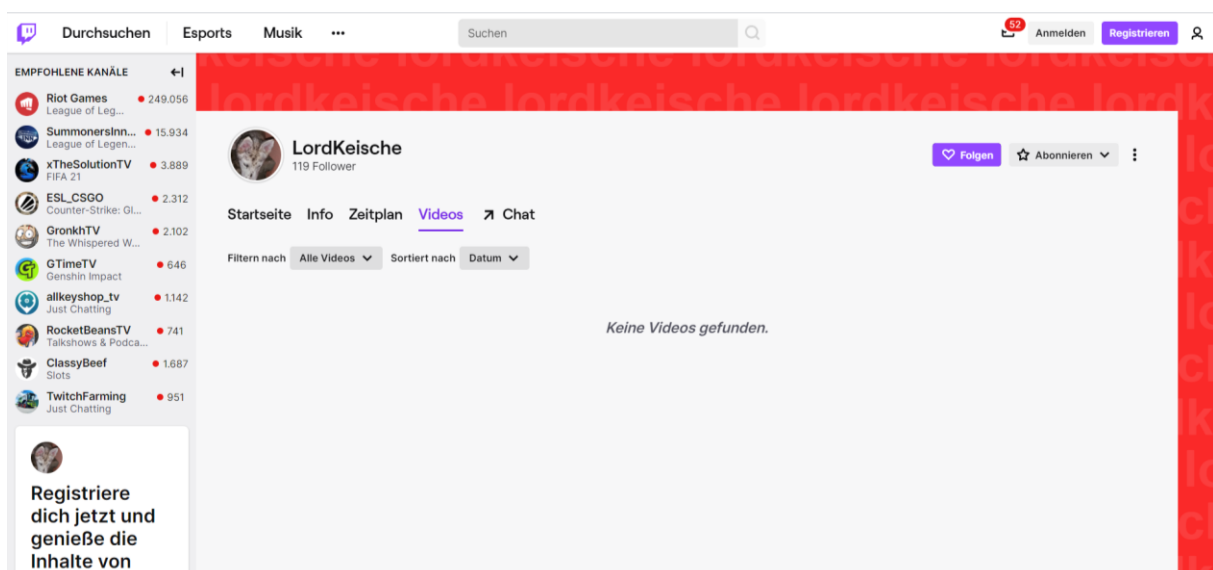 Durchsuchen Esports Musik ••• Suchen 52 Anmelden Registrieren
EMPFOHLENE KANÄLE
Riot Games 249.056
League of Leg...
SummonersInn... 15.934
League of Legen...
xTheSolutionTV 3.889
FIFA 21
ESL_CSGO 2.312
Counter-Strike: Gl...
GronkhTV 2.102
The Whispered W...
GTimeTV 646
Genshin Impact
allkeyshop_tv 1.142
Just Chatting
RocketBeansTV 741
Talkshows & Podca...
ClassyBeef 1.687
Slots
TwitchFarming 951
Just Chatting
Registriere
dich jetzt und
genieße die
Inhalte von
lordkeische lordkeische lordkeische lordk
LordKeische
119 Follower
Folgen Abonnieren
Startseite Info Zeitplan Videos Chat
Filtern nach Alle Videos Sortiert nach Datum
Keine Videos gefunden.